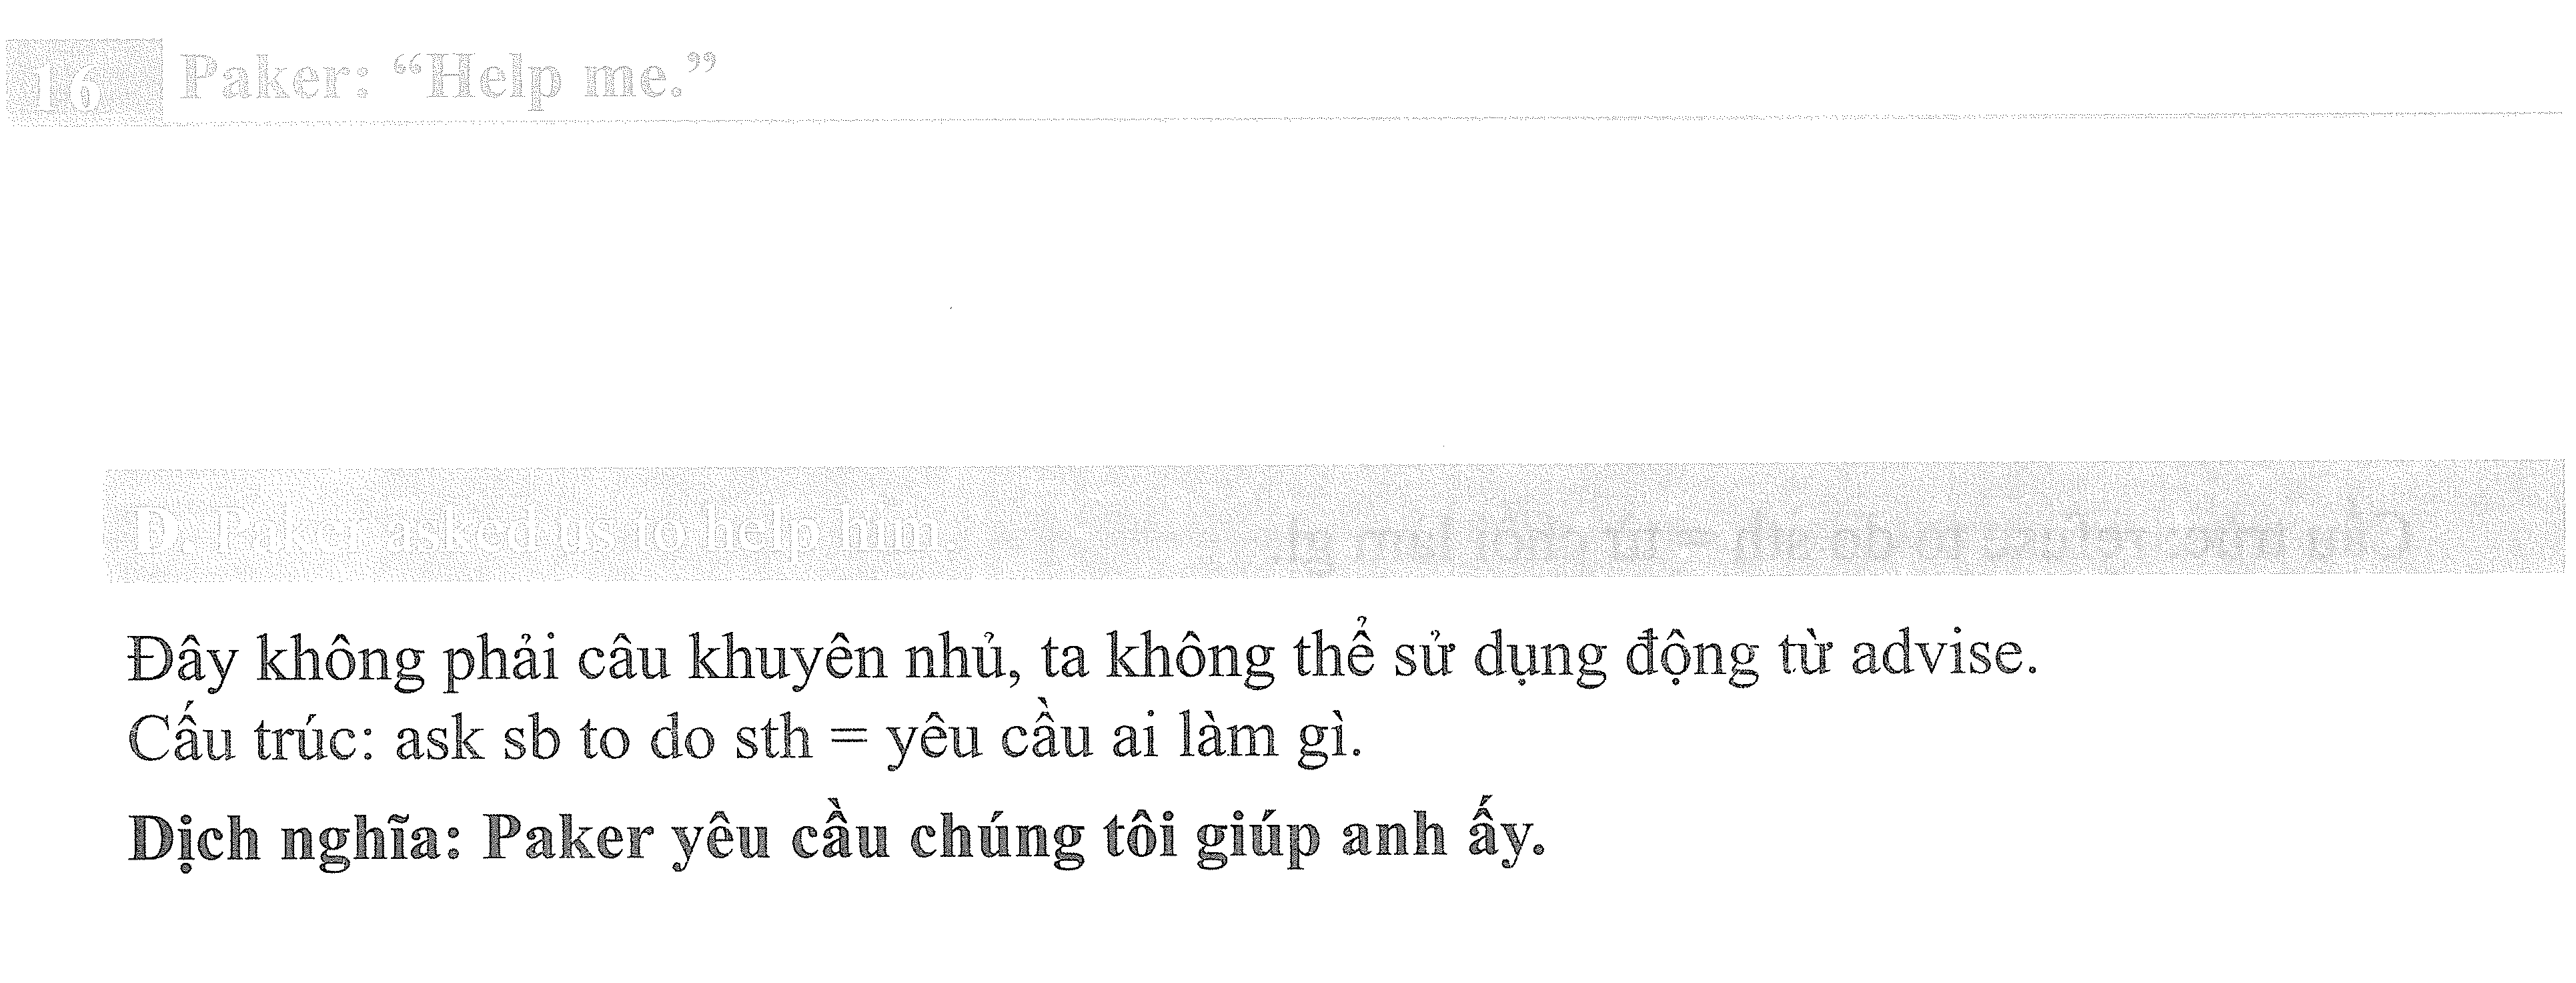 16 Paker: “Help me.”
D. Paker asked us to help him.
Đây không phải câu khuyên nhủ, ta không thể sử dụng động từ advise.
Cấu trúc: ask sb to do sth = yêu cầu ai làm gì.
Dịch nghĩa: Paker yêu cầu chúng tôi giúp anh ấy.